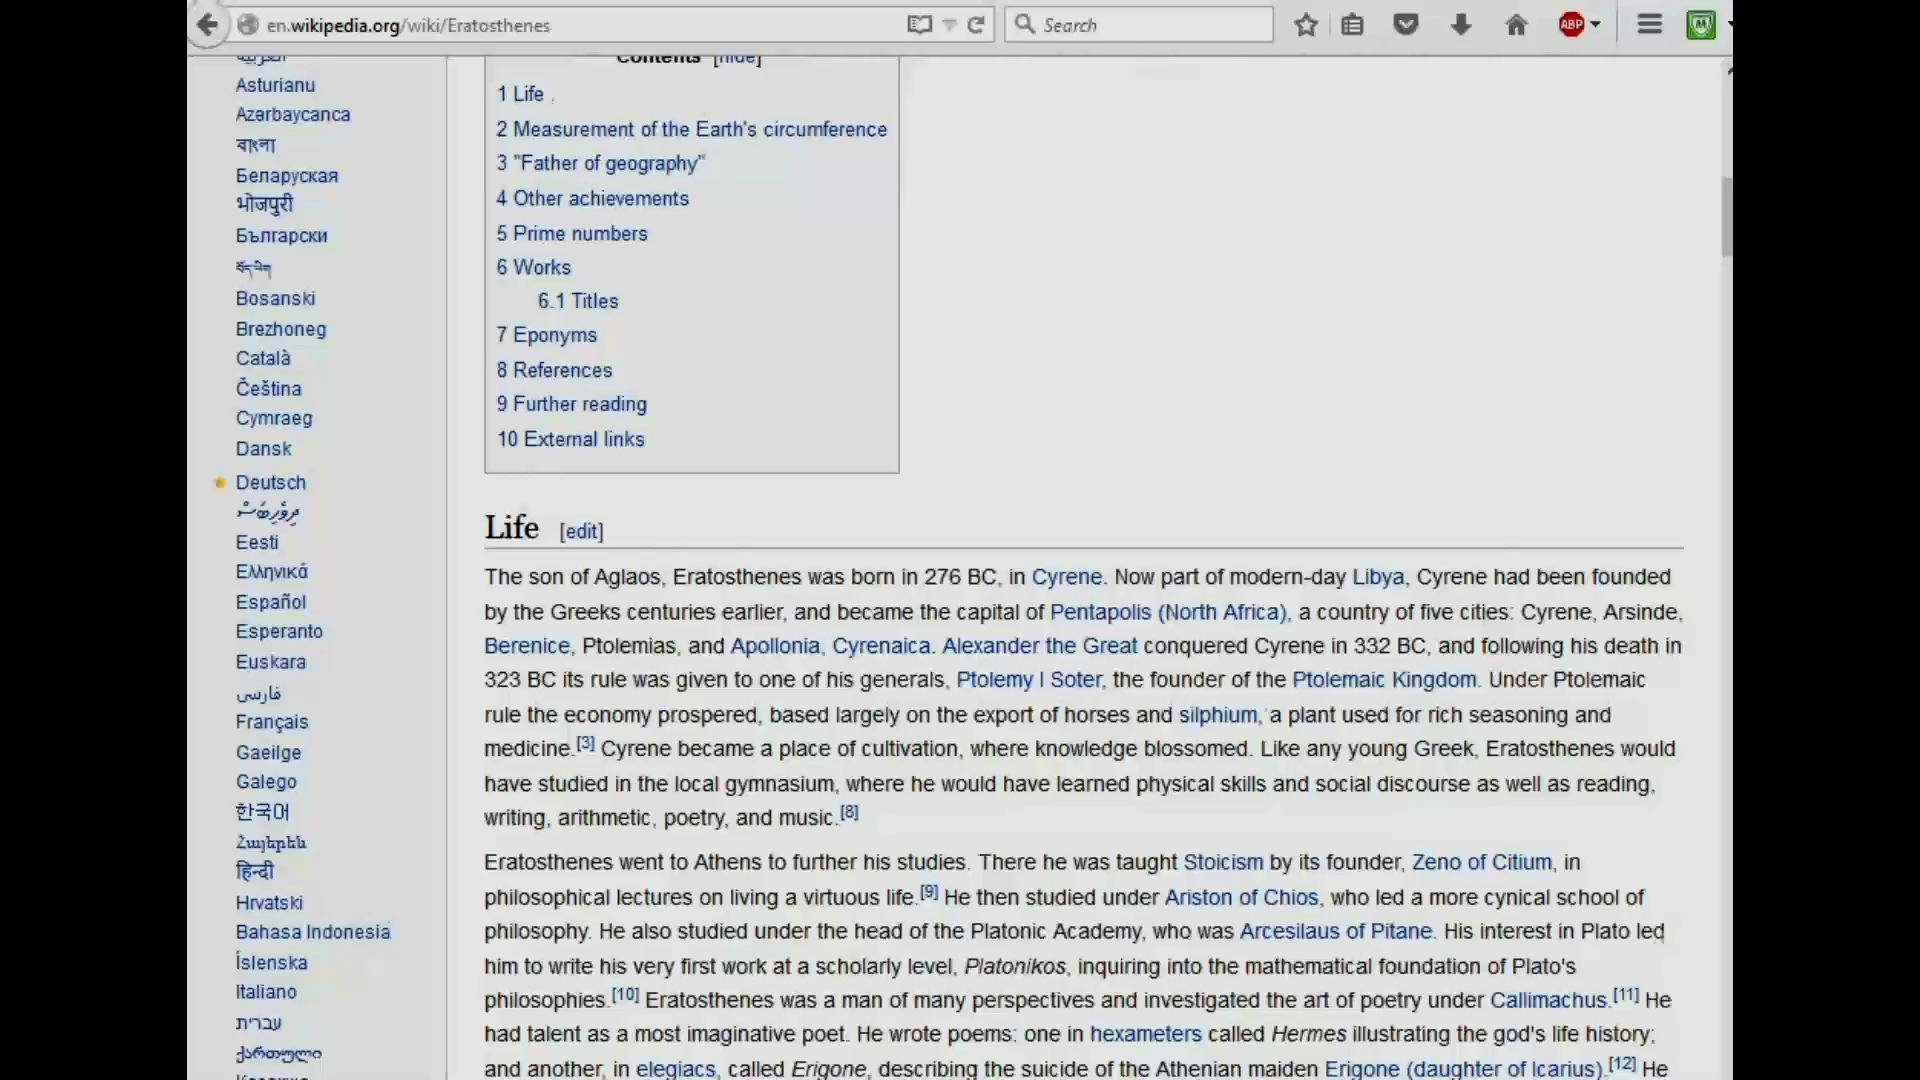 en.wikipedia.org/wiki/Eratosthenes
Search
ABP
Contents [hide]
1 Life
2 Measurement of the Earth's circumference
3 "Father of geography"
4 Other achievements
5 Prime numbers
6 Works
6.1 Titles
7 Eponyms
8 References
9 Further reading
10 External links
العربية
Asturianu
Azərbaycanca
বাংলা
Беларуская
भोजपुरी
Български
བོད་ཡིག
Bosanski
Brezhoneg
Català
Čeština
Cymraeg
Dansk
Deutsch
ދިވެހިބަސް
Eesti
Ελληνικά
Español
Esperanto
Euskara
فارسی
Français
Gaeilge
Galego
한국어
Հայերեն
हिन्दी
Hrvatski
Bahasa Indonesia
Íslenska
Italiano
עברית
ქართული
Life [edit]
The son of Aglaos, Eratosthenes was born in 276 BC, in Cyrene. Now part of modern-day Libya, Cyrene had been founded
by the Greeks centuries earlier, and became the capital of Pentapolis (North Africa), a country of five cities: Cyrene, Arsinde,
Berenice, Ptolemias, and Apollonia, Cyrenaica. Alexander the Great conquered Cyrene in 332 BC, and following his death in
323 BC its rule was given to one of his generals, Ptolemy I Soter, the founder of the Ptolemaic Kingdom. Under Ptolemaic
rule the economy prospered, based largely on the export of horses and silphium, a plant used for rich seasoning and
medicine.[3] Cyrene became a place of cultivation, where knowledge blossomed. Like any young Greek, Eratosthenes would
have studied in the local gymnasium, where he would have learned physical skills and social discourse as well as reading,
writing, arithmetic, poetry, and music.[8]
Eratosthenes went to Athens to further his studies. There he was taught Stoicism by its founder, Zeno of Citium, in
philosophical lectures on living a virtuous life.[9] He then studied under Ariston of Chios, who led a more cynical school of
philosophy. He also studied under the head of the Platonic Academy, who was Arcesilaus of Pitane. His interest in Plato led
him to write his very first work at a scholarly level, Platonikos, inquiring into the mathematical foundation of Plato's
philosophies.[10] Eratosthenes was a man of many perspectives and investigated the art of poetry under Callimachus.[11] He
had talent as a most imaginative poet. He wrote poems: one in hexameters called Hermes illustrating the god's life history;
and another, in elegiacs, called Erigone, describing the suicide of the Athenian maiden Erigone (daughter of Icarius).[12] He